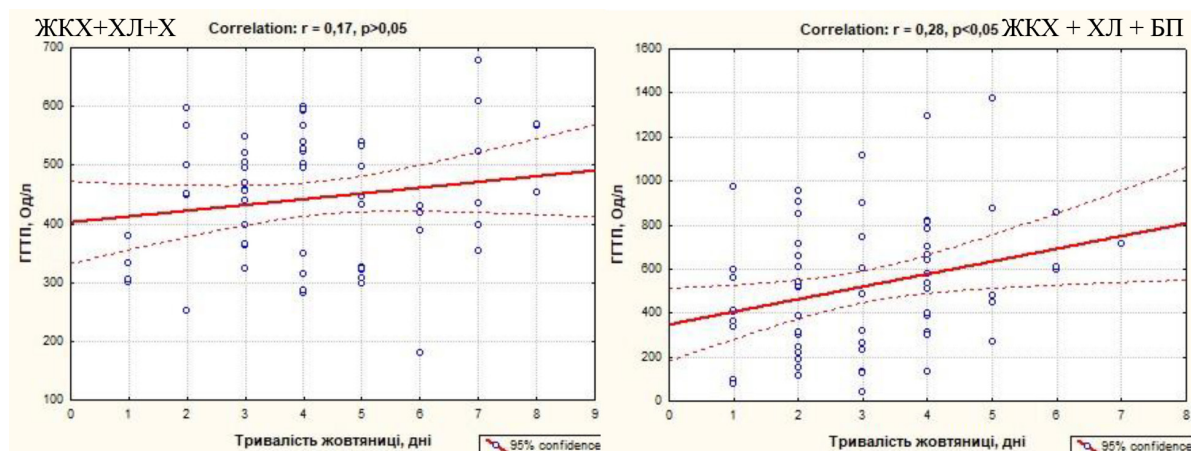 ЖКХ+ХЛ+Х
Correlation: r = 0,17, p>0,05
700
600
500
400
300
200
100
ГГТП, Од/л
0 1 2 3 4 5 6 7 8 9
Тривалість жовтяниці, дні
95% confidence
Correlation: r = 0,28, p<0,05
ЖКХ + ХЛ + БП
1600
1400
1200
1000
800
600
400
200
0
ГГТП, Од/л
0 1 2 3 4 5 6 7 8
Тривалість жовтяниці, дні
95% confidence